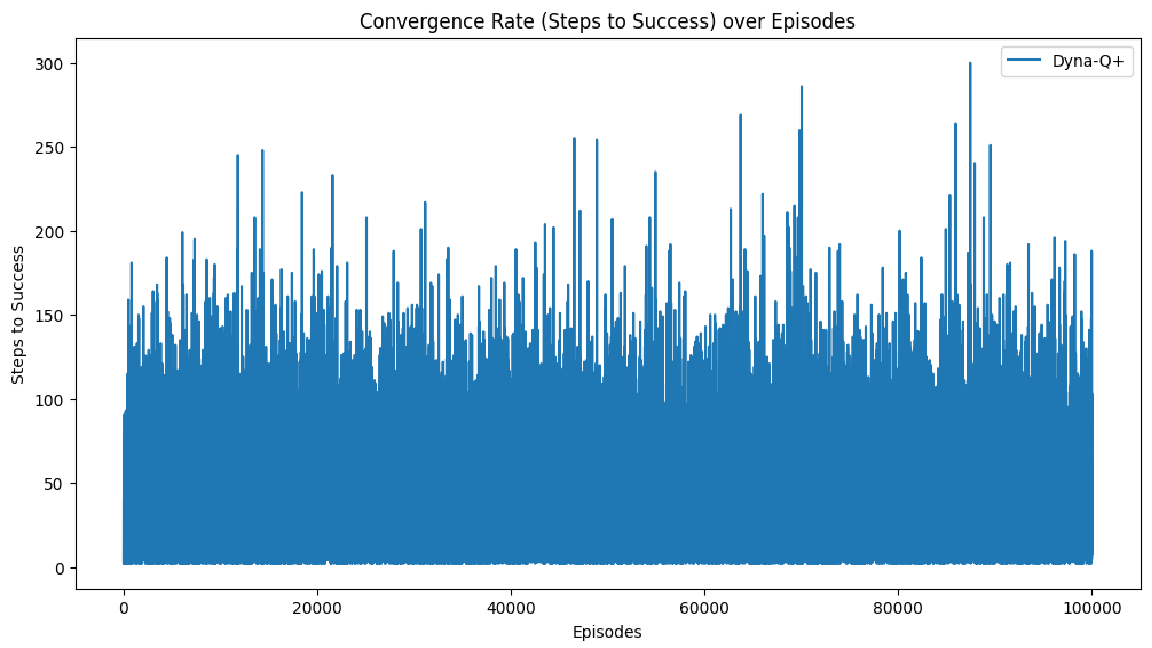 Convergence Rate (Steps to Success) over Episodes
Dyna-Q+
Steps to Success
300
250
200
150
100
50
0
0 20000 40000 60000 80000 100000
Episodes